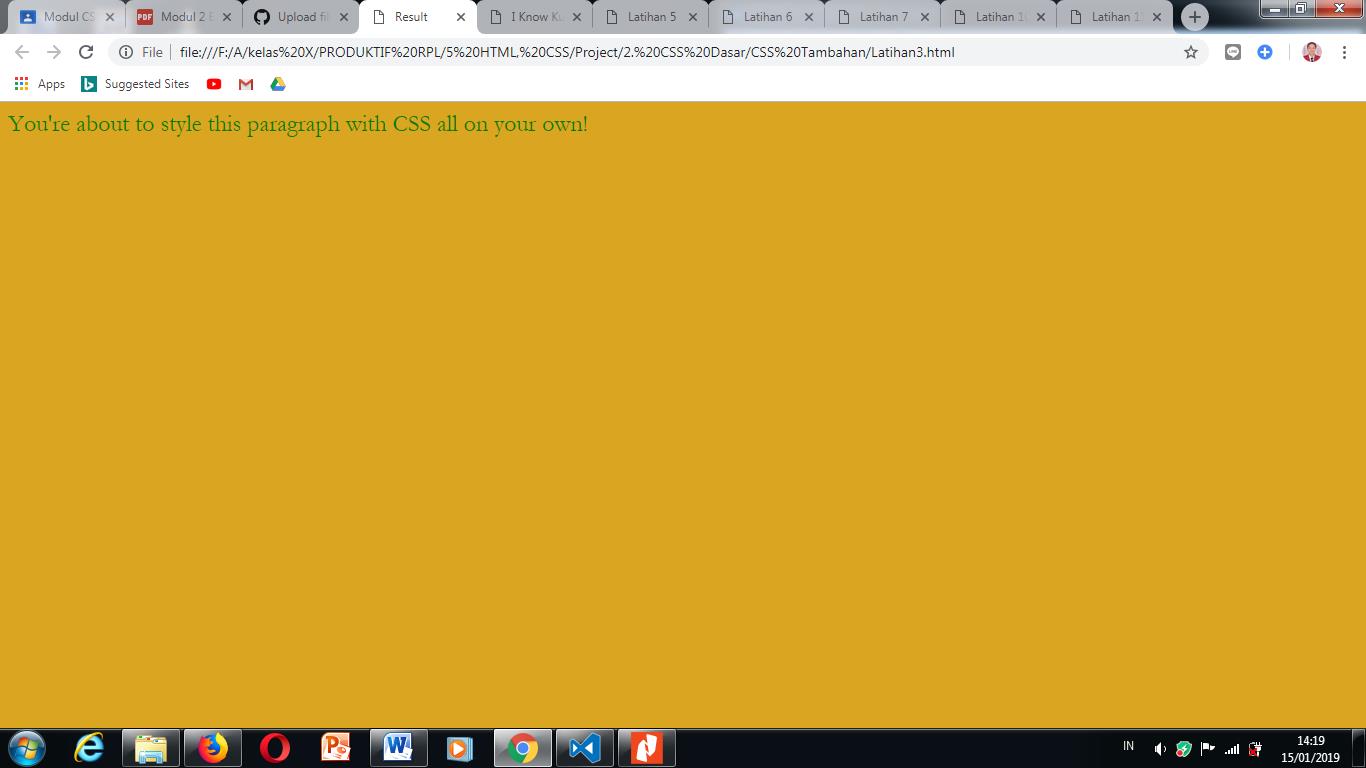 Modul CS
Modul 2 E
Upload fi
Result
I Know Ku
Latihan 5
Latihan 6
Latihan 7
Latihan 10
Latihan 1
File
file:///F:/A/kelas%20X/PRODUKTIF%20RPL/5%20HTML,%20CSS/Project/2.%20CSS%20Dasar/CSS%20Tambahan/Latihan3.html
Apps
Suggested Sites
You're about to style this paragraph with CSS all on your own!
IN
14:19
15/01/2019